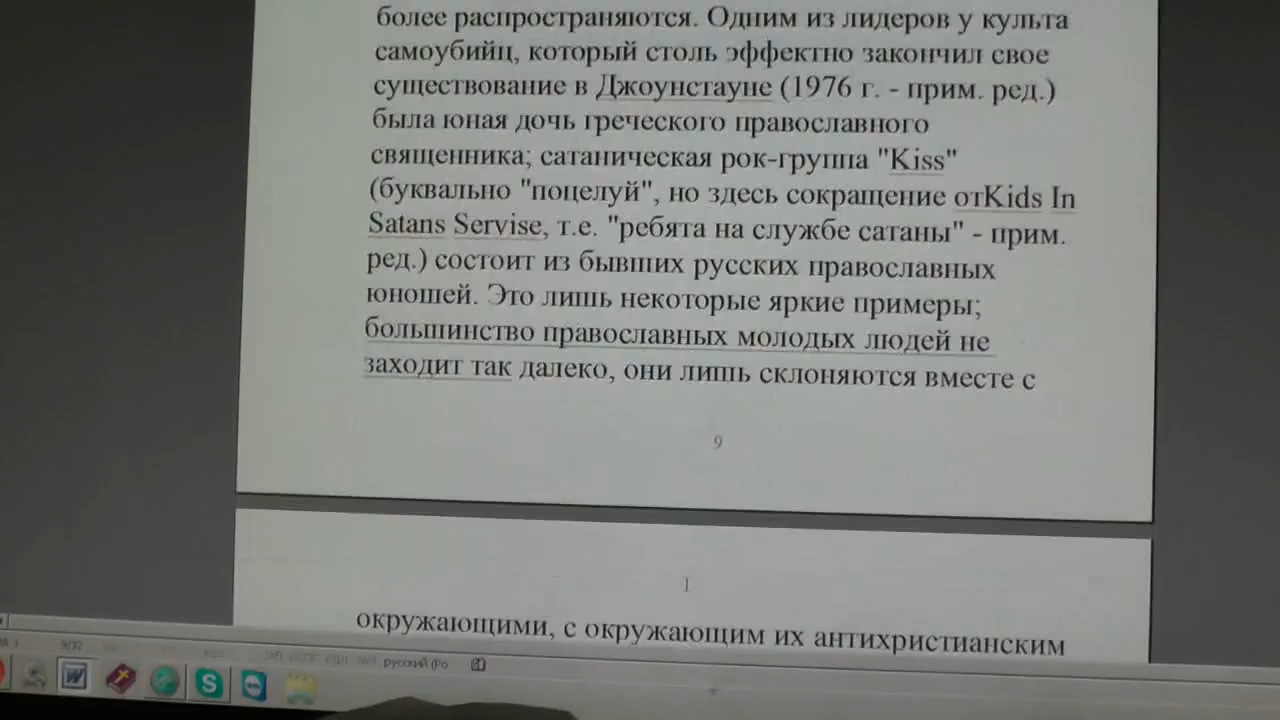 более распространяются. Одним из лидеров у культа
самоубийц, который столь эффектно закончил свое
существование в Джоунстауне (1976 г. - прим. ред.)
была юная дочь греческого православного
священника; сатаническая рок-группа "Kiss"
(буквально "поцелуй", но здесь сокращение отKids In
Satans Servise, т.е. "ребята на службе сатаны" - прим.
ред.) состоит из бывших русских православных
юношей. Это лишь некоторые яркие примеры;
большинство православных молодых людей не
заходит так далеко, они лишь склоняются вместе с
9
1
окружающими, с окружающим их антихристианским
9/32
русский (Ро